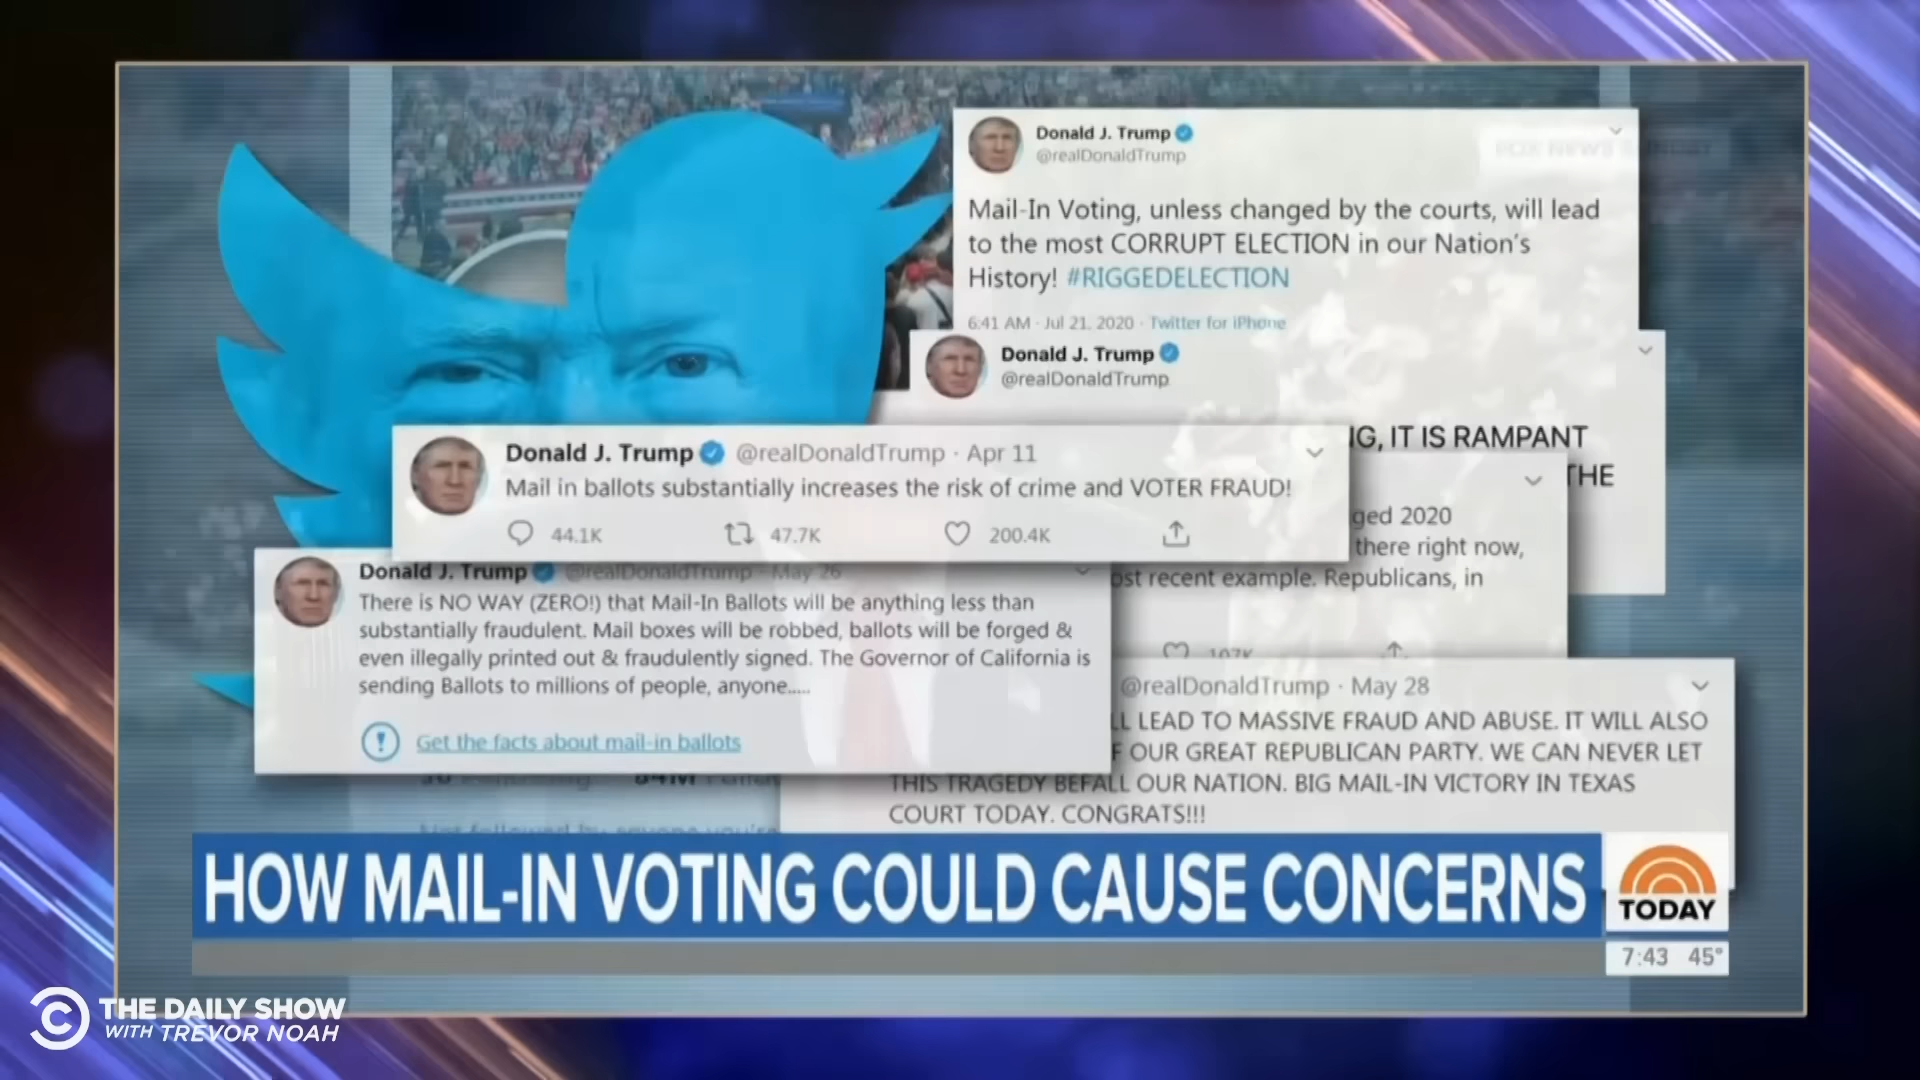 Donald J. Trump
@realDonaldTrump
Mail-In Voting, unless changed by the courts, will lead
to the most CORRUPT ELECTION in our Nation's
History! #RIGGEDELECTION
6:41 AM · Jul 21, 2020 · Twitter for iPhone
Donald J. Trump
@realDonaldTrump
IT IS RAMPANT
THE
Donald J. Trump @realDonaldTrump · Apr 11
Mail in ballots substantially increases the risk of crime and VOTER FRAUD!
44.1K 47.7K 200.4K
2020
there right now,
recent example. Republicans, in
107K
Donald J. Trump @realDonaldTrump · May 26
There is NO WAY (ZERO!) that Mail-In Ballots will be anything less than
substantially fraudulent. Mail boxes will be robbed, ballots will be forged &
even illegally printed out & fraudulently signed. The Governor of California is
sending Ballots to millions of people, anyone.....
Get the facts about mail-in ballots
@realDonaldTrump · May 28
LEAD TO MASSIVE FRAUD AND ABUSE. IT WILL ALSO
OUR GREAT REPUBLICAN PARTY. WE CAN NEVER LET
THIS TRAGEDY BEFALL OUR NATION. BIG MAIL-IN VICTORY IN TEXAS
COURT TODAY. CONGRATS!!!
HOW MAIL-IN VOTING COULD CAUSE CONCERNS
TODAY
7:43 45°
THE DAILY SHOW
WITH TREVOR NOAH